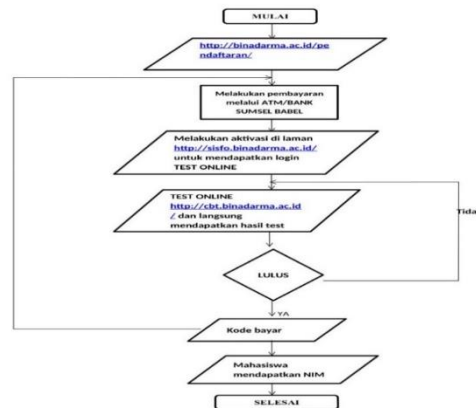 MULAI
http://binadarma.ac.id/pe
ndaftaran/
Melakukan pembayaran
melalui ATM/BANK
SUMSEL BABEL
Melakukan aktivasi di laman
http://sisfo.binadarma.ac.id/
untuk mendapatkan login
TEST ONLINE
TEST ONLINE
http://cbt.binadarma.ac.id
/ dan langsung
mendapatkan hasil test
Tida
LULUS
YA
Kode bayar
Mahasiswa
mendapatkan NIM
SELESAI